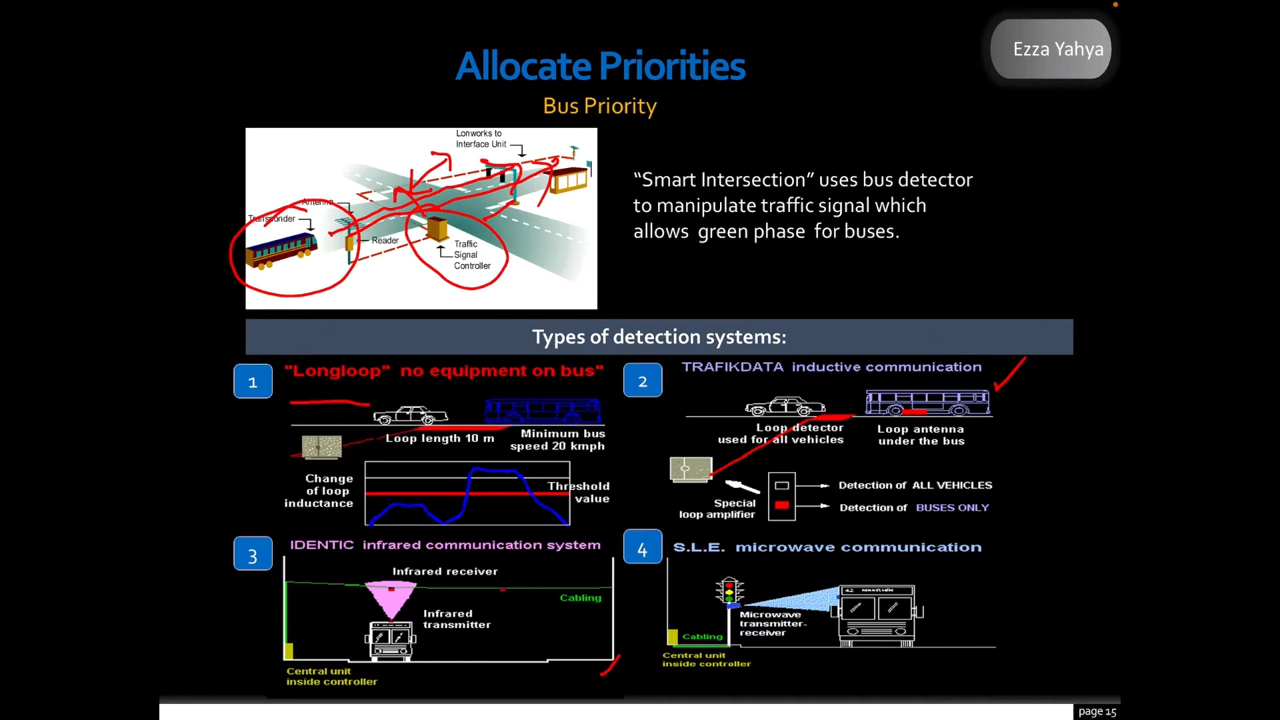 Ezza Yahya
Allocate Priorities
Bus Priority
Lonworks to
Interface Unit
Antenna
Transponder
Reader
Traffic
Signal
Controller
“Smart Intersection” uses bus detector
to manipulate traffic signal which
allows green phase for buses.
Types of detection systems:
1
"Longloop" no equipment on bus"
Loop length 10 m
Minimum bus
speed 20 kmph
Change
of loop
inductance
Threshold
value
2
TRAFIKDATA inductive communication
Loop detector
used for all vehicles
Loop antenna
under the bus
Special
loop amplifier
Detection of ALL VEHICLES
Detection of BUSES ONLY
3
IDENTIC infrared communication system
Infrared receiver
Cabling
Infrared
transmitter
Central unit
inside controller
4
S.L.E. microwave communication
42
Microwave
transmitter-
receiver
Cabling
Central unit
inside controller
page 15